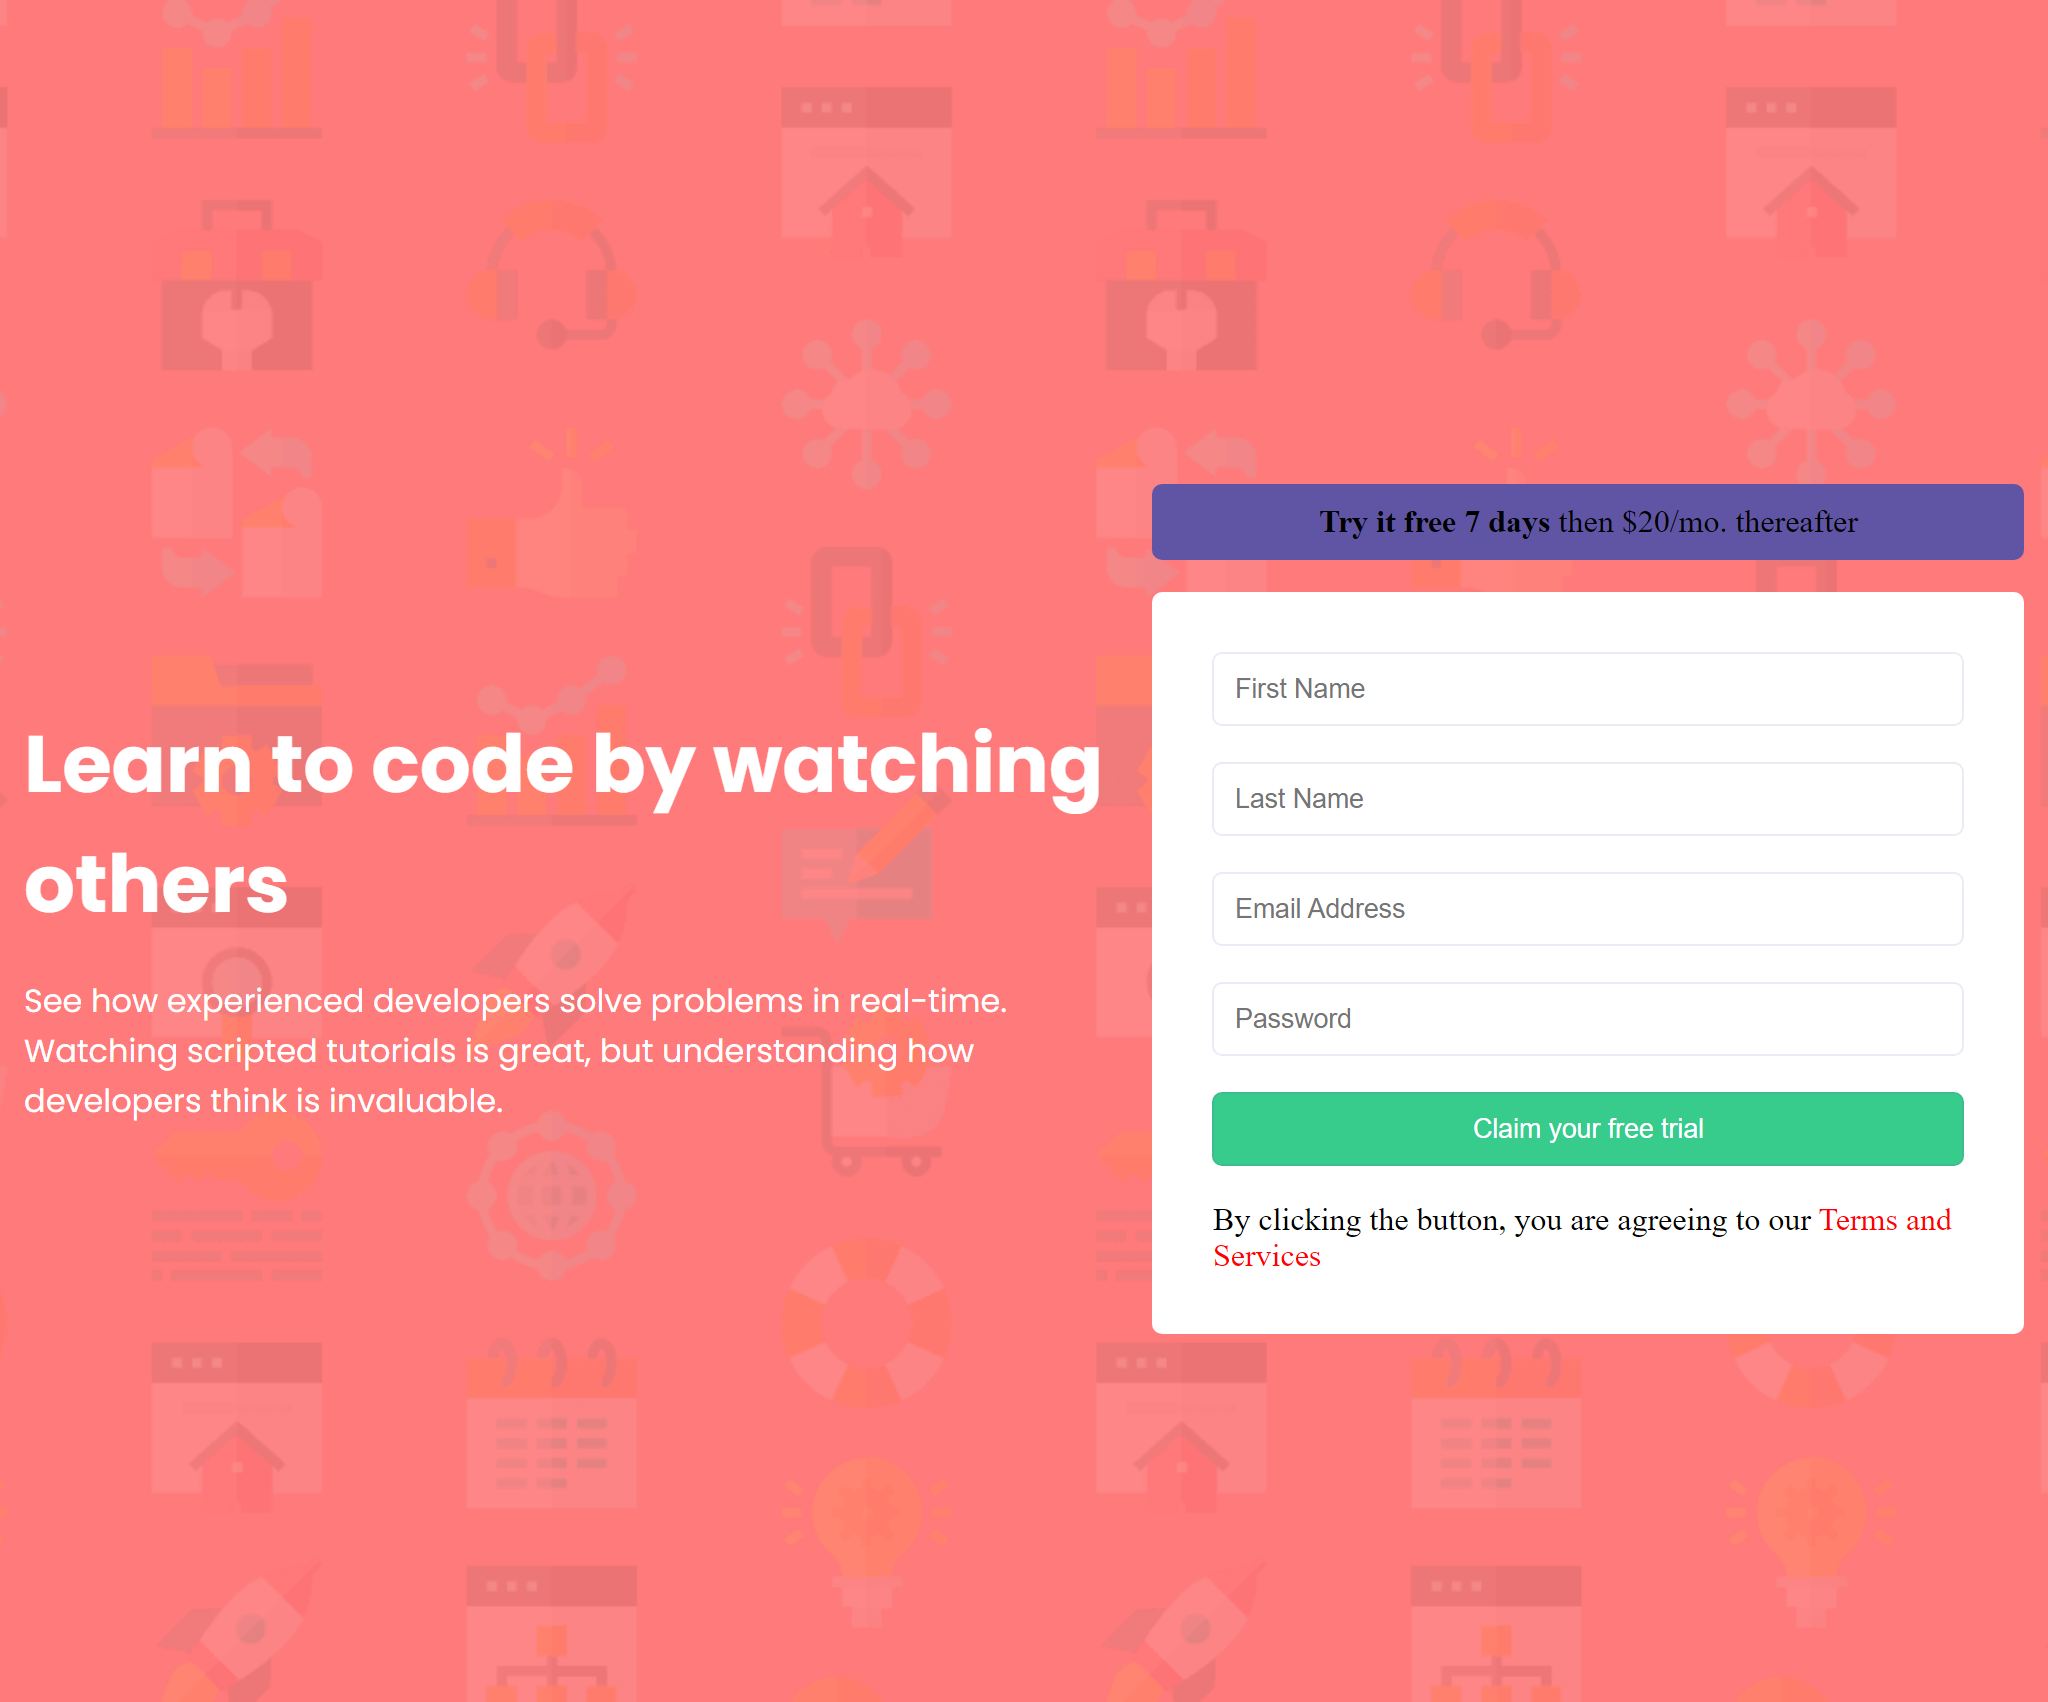 Learn to code by watching
others
See how experienced developers solve problems in real-time.
Watching scripted tutorials is great, but understanding how
developers think is invaluable.
Try it free 7 days then $20/mo. thereafter
First Name
Last Name
Email Address
Password
Claim your free trial
By clicking the button, you are agreeing to our Terms and
Services